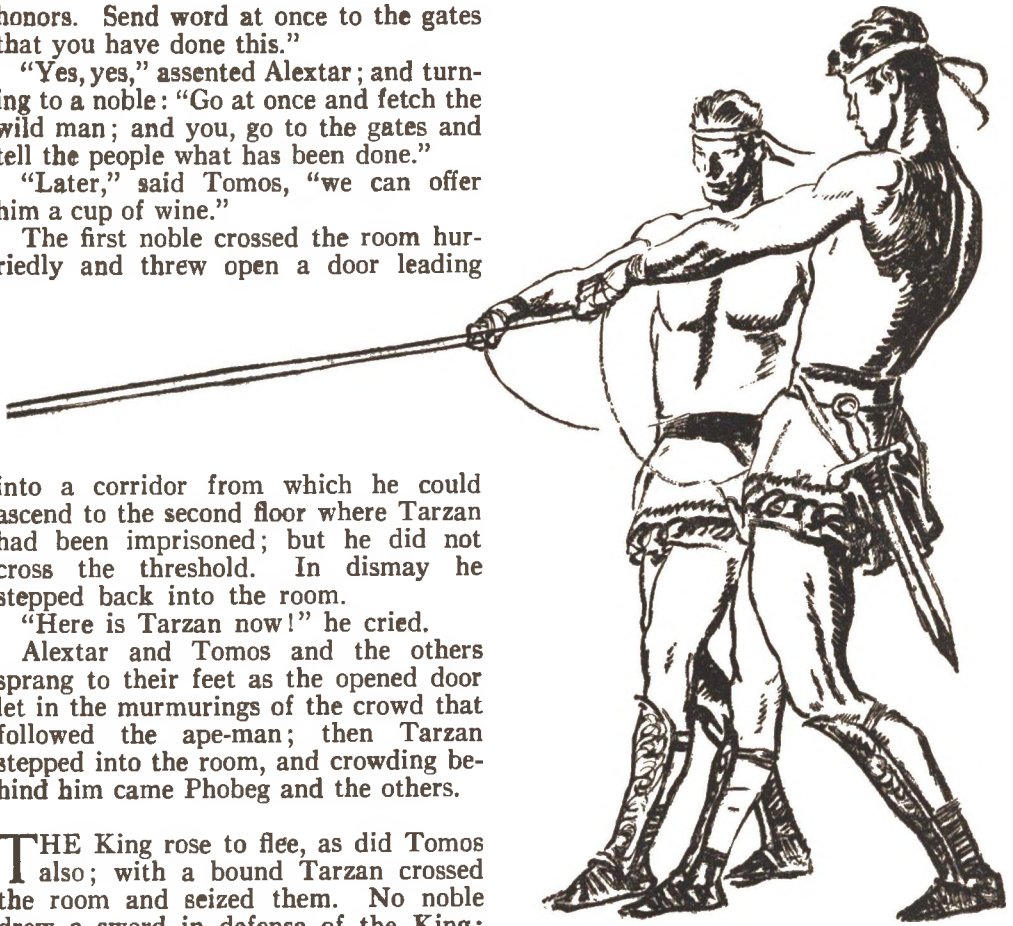 honors. Send word at once to the gates
that you have done this.”
“Yes, yes,” assented Alextar; and turn-
ing to a noble: “Go at once and fetch the
wild man; and you, go to the gates and
tell the people what has been done.”
“Later,” said Tomos, “we can offer
him a cup of wine.”
The first noble crossed the room hur-
riedly and threw open a door leading
into a corridor from which he could
ascend to the second floor where Tarzan
had been imprisoned; but he did not
cross the threshold. In dismay he
stepped back into the room.
“Here is Tarzan now!” he cried.
Alextar and Tomos and the others
sprang to their feet as the opened door
let in the murmurings of the crowd that
followed the ape-man; then Tarzan
stepped into the room, and crowding be-
hind him came Phobeg and the others.
THE King rose to flee, as did Tomos
also; with a bound Tarzan crossed
the room and seized them. No noble
drew a sword in defense of the King;